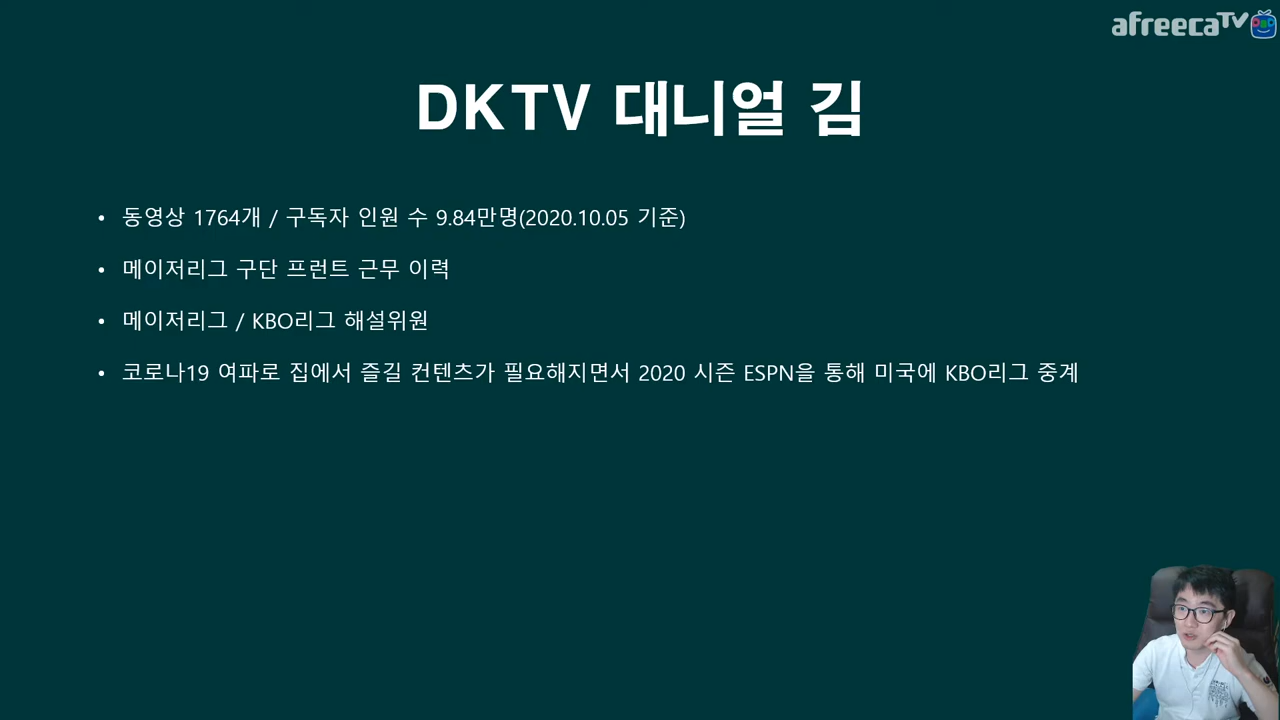 afreecaTV
DKTV 대니얼 김
• 동영상 1764개 / 구독자 인원 수 9.84만명(2020.10.05 기준)
• 메이저리그 구단 프런트 근무 이력
• 메이저리그 / KBO리그 해설위원
• 코로나19 여파로 집에서 즐길 컨텐츠가 필요해지면서 2020 시즌 ESPN을 통해 미국에 KBO리그 중계